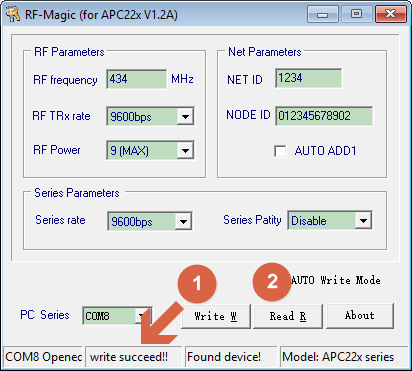 RF-Magic (for APC22x V1.2A)
RF Parameters
RF frequency 434 MHz
RF TRx rate 9600bps
RF Power 9 (MAX)
Net Parameters
NET ID 1234
NODE ID 012345678902
AUTO ADD1
Series Parameters
Series rate 9600bps Series Patity Disable
1 2
AUTO Write Mode
PC Series COM8 Write W Read R About
COM8 Opened write succeed!! Found device! Model: APC22x series